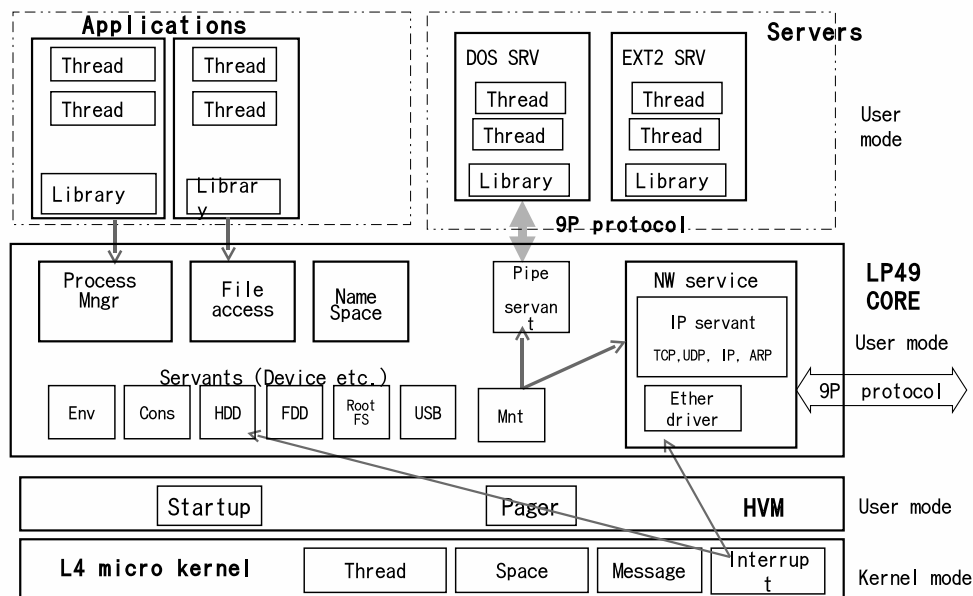 Applications
Servers
Thread
Thread
Library
Thread
Thread
Librar
y
DOS SRV
Thread
Thread
Library
EXT2 SRV
Thread
Thread
Library
User
mode
9P protocol
Process
Mngr
File
access
Name
Space
Pipe
servan
t
NW service
IP servant
TCP,UDP, IP, ARP
Ether
driver
LP49
CORE
User mode
9P protocol
Servants (Device etc.)
Env
Cons
HDD
FDD
Root
FS
USB
Mnt
Startup
Pager
HVM
User mode
L4 micro kernel
Thread
Space
Message
Interrup
t
Kernel mode